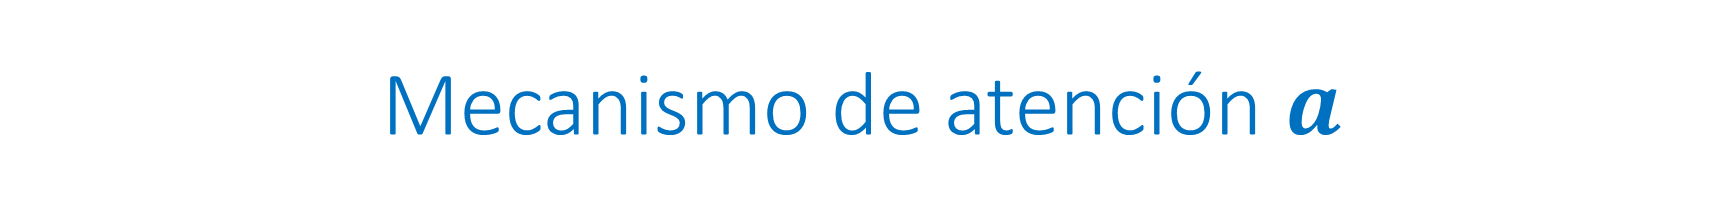 Mecanismo de atención 𝒂